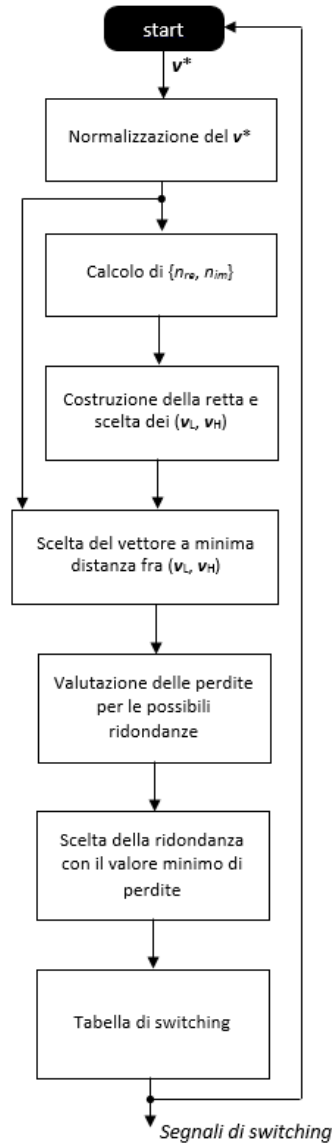 start
v*
Normalizzazione del v*
Calcolo di {nre, nim}
Costruzione della retta e
scelta dei (vL, vH)
Scelta del vettore a minima
distanza fra (vL, vH)
Valutazione delle perdite
per le possibili
ridondanze
Scelta della ridondanza
con il valore minimo di
perdite
Tabella di switching
Segnali di switching